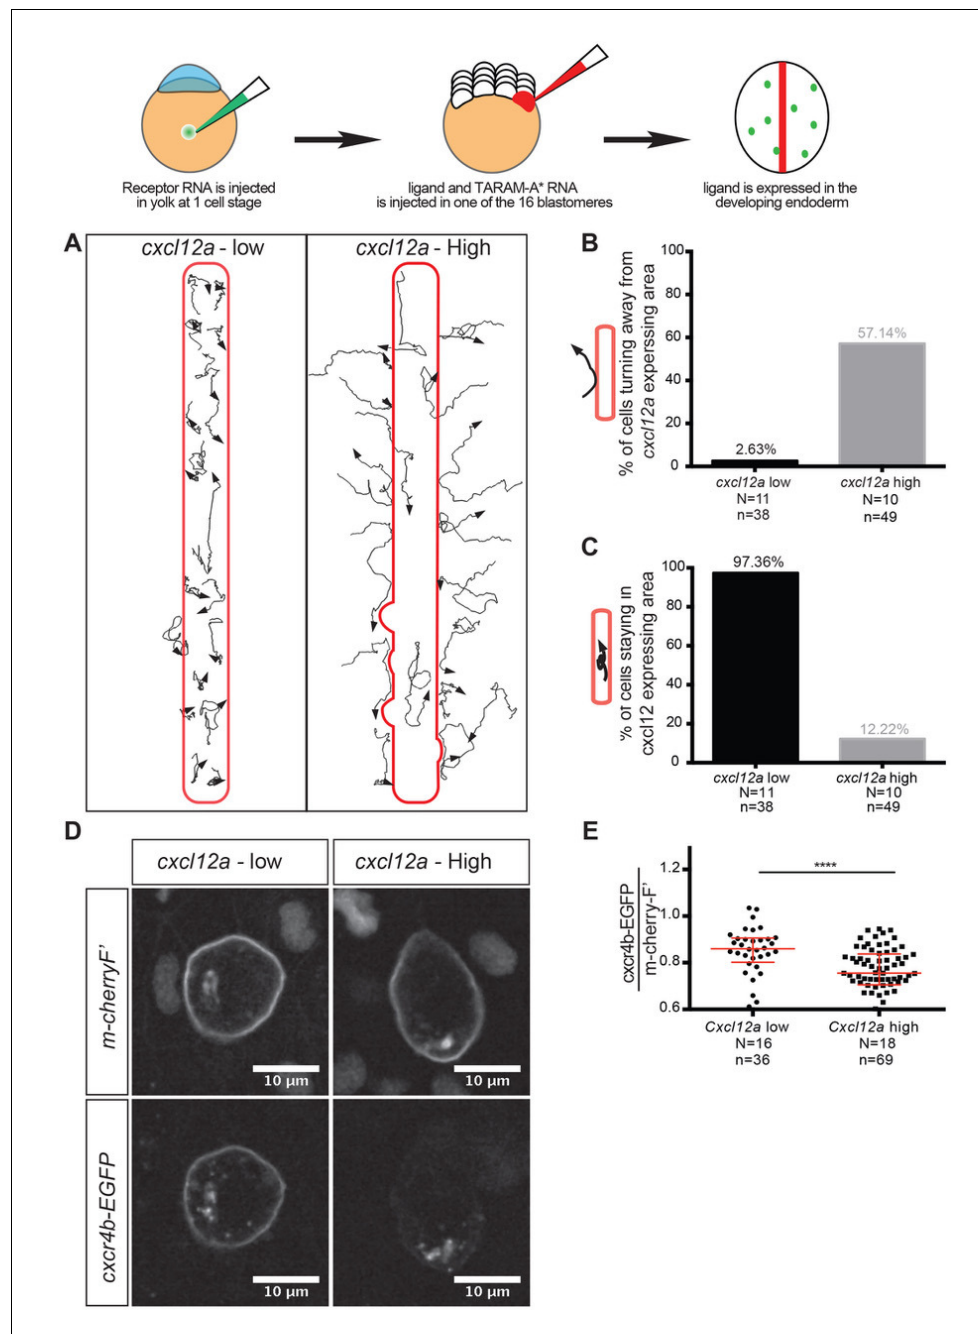 Receptor RNA is injected
in yolk at 1 cell stage
ligand and TARAM-A* RNA
is injected in one of the 16 blastomeres
ligand is expressed in the
developing endoderm
A
cxcl12a - low
cxcl12a - High
B
% of cells turning away from
cxcl12a experssing area
100
80
60
40
20
0
2.63%
57.14%
cxcl12a low
N=11
n=38
cxcl12a high
N=10
n=49
C
% of cells staying in
cxcl12 expressing area
100
80
60
40
20
0
97.36%
12.22%
cxcl12a low
N=11
n=38
cxcl12a high
N=10
n=49
D
cxcl12a - low
cxcl12a - High
m-cherryF'
10 µm
10 µm
cxcr4b-EGFP
10 µm
10 µm
E
cxcr4b-EGFP
m-cherry-F'
1.2
1.0
0.8
0.6
****
Cxcl12a low
N=16
n=36
Cxcl12a high
N=18
n=69